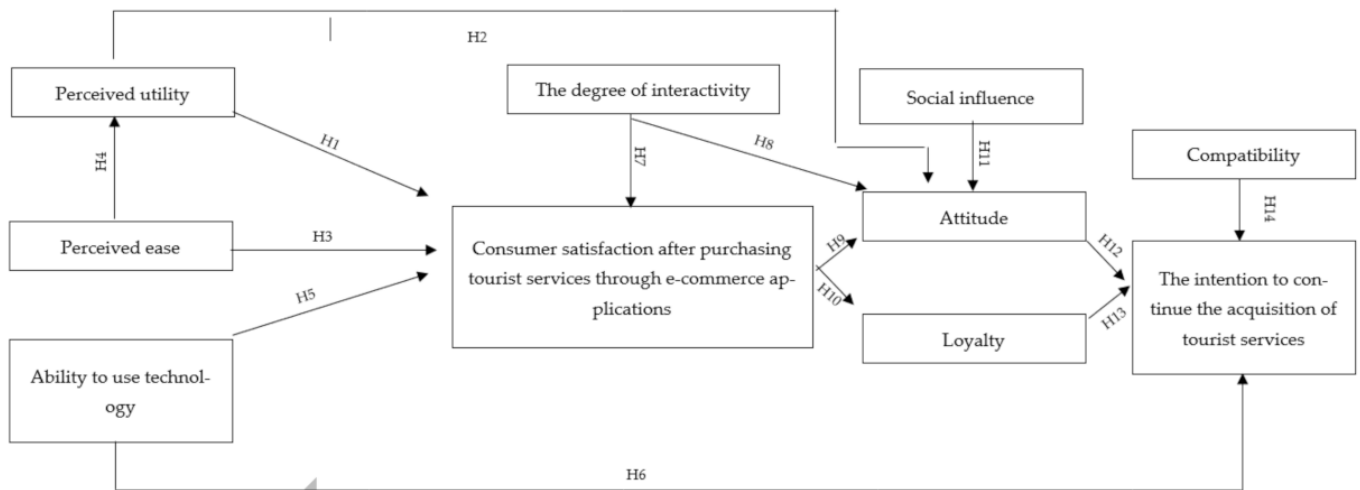 H2
Perceived utility
The degree of interactivity
Social influence
H1
H4
H7
H8
H11
Compatibility
H14
Perceived ease
H3
Consumer satisfaction after purchasing
tourist services through e-commerce ap-
plications
Attitude
H9
H10
H12
H13
The intention to con-
tinue the acquisition of
tourist services
H5
Loyalty
Ability to use technol-
ogy
H6